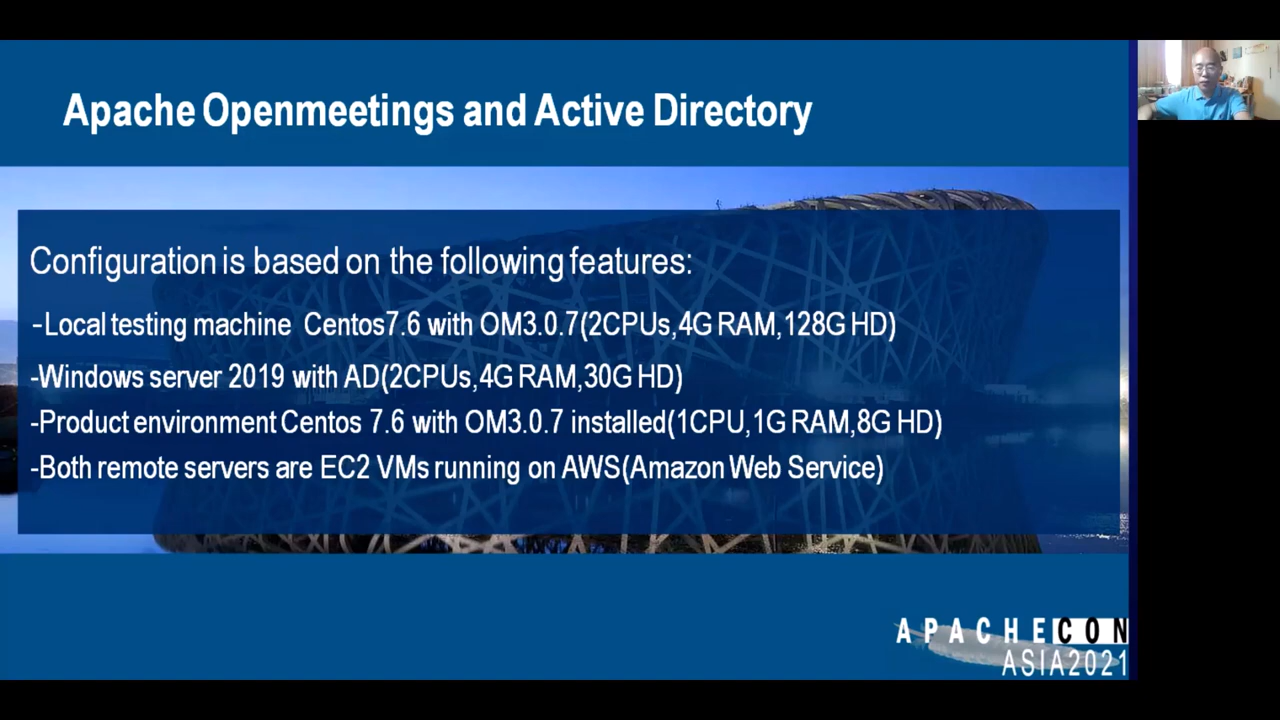 Apache Openmeetings and Active Directory
Configuration is based on the following features:
-Local testing machine Centos7.6 with OM3.0.7(2CPUs,4G RAM,128G HD)
-Windows server 2019 with AD(2CPUs,4G RAM,30G HD)
-Product environment Centos 7.6 with OM3.0.7 installed(1CPU,1G RAM,8G HD)
-Both remote servers are EC2 VMs running on AWS(Amazon Web Service)
APACHECON
ASIA2021